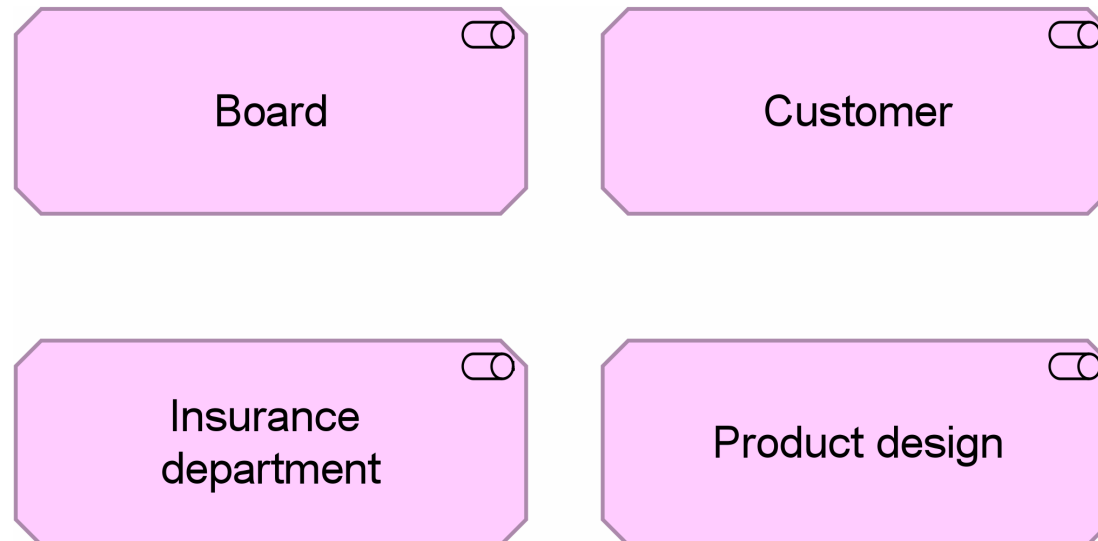 Board
Customer
Insurance
department
Product design